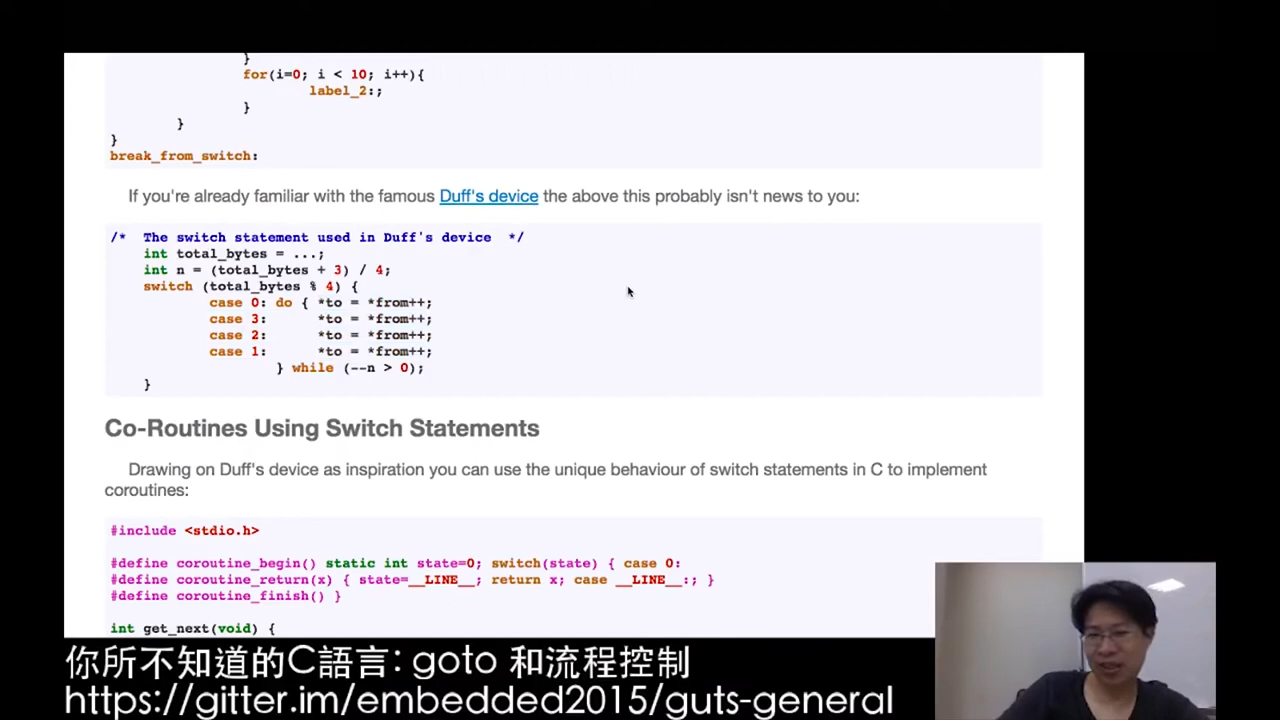 }
for(i=0; i < 10; i++){
label_2:;
}
}
}
break_from_switch:
If you're already familiar with the famous Duff's device the above this probably isn't news to you:
/*  The switch statement used in Duff's device  */
int total_bytes = ...;
int n = (total_bytes + 3) / 4;
switch (total_bytes % 4) {
case 0: do { *to = *from++;
case 3:      *to = *from++;
case 2:      *to = *from++;
case 1:      *to = *from++;
} while (--n > 0);
}
Co-Routines Using Switch Statements
Drawing on Duff's device as inspiration you can use the unique behaviour of switch statements in C to implement
coroutines:
#include <stdio.h>
#define coroutine_begin() static int state=0; switch(state) { case 0:
#define coroutine_return(x) { state=__LINE__; return x; case __LINE__:; }
#define coroutine_finish() }
int get_next(void) {
你所不知道的C語言: goto 和流程控制
https://gitter.im/embedded2015/guts-general